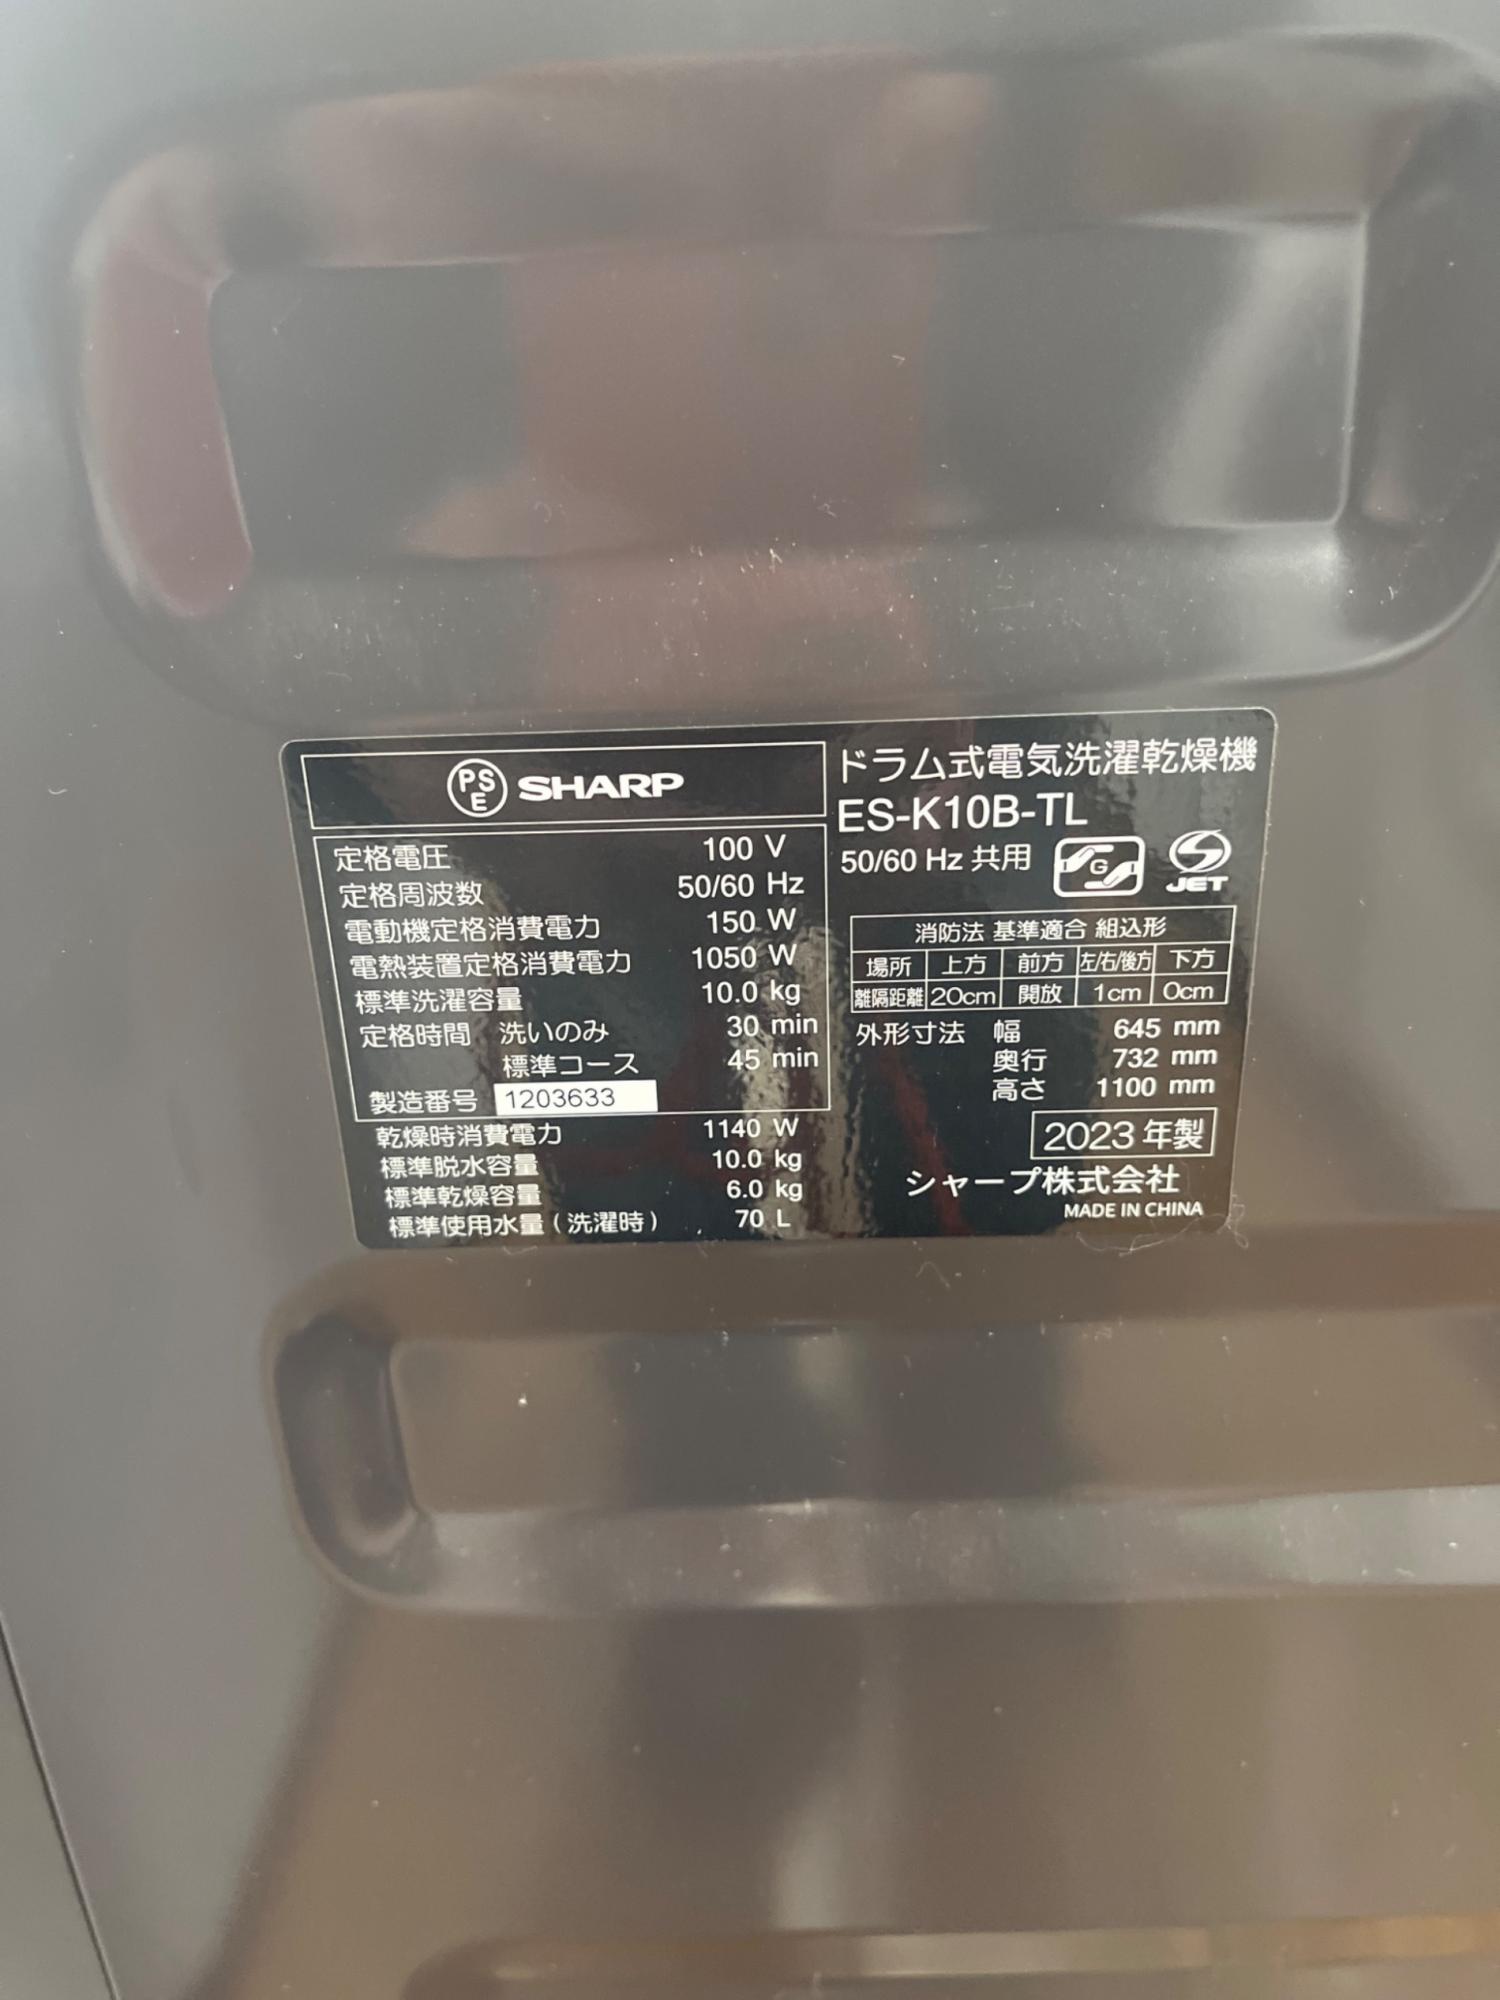 PSE SHARP
定格電圧 100 V
定格周波数 50/60 Hz
電動機定格消費電力 150 W
電熱装置定格消費電力 1050 W
標準洗濯容量 10.0 kg
定格時間 洗いのみ 30 min
標準コース 45 min
製造番号 1203633
乾燥時消費電力 1140 W
標準脱水容量 10.0 kg
標準乾燥容量 6.0 kg
標準使用水量（洗濯時） 70 L
ドラム式電気洗濯乾燥機
ES-K10B-TL
50/60 Hz 共用 G JET
消防法 基準適合 組込形
場所 上方 前方 左/右/後方 下方
離隔距離 20cm 開放 1cm 0cm
外形寸法 幅 645 mm
奥行 732 mm
高さ 1100 mm
2023年製
シャープ株式会社
MADE IN CHINA